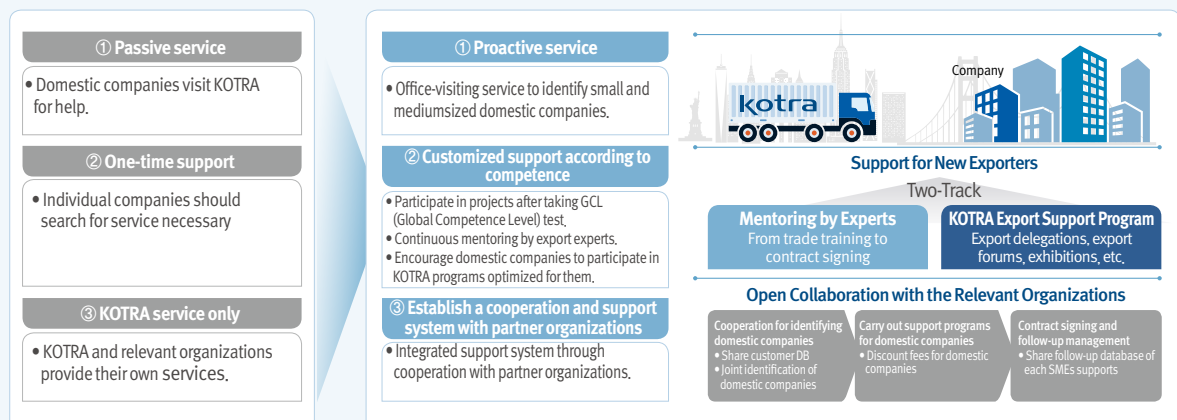 ① Passive service
• Domestic companies visit KOTRA
for help.
② One-time support
• Individual companies should
search for service necessary
③ KOTRA service only
• KOTRA and relevant organizations
provide their own services.
① Proactive service
• Office-visiting service to identify small and
mediumsized domestic companies.
② Customized support according to
competence
• Participate in projects after taking GCL
(Global Competence Level) test.
• Continuous mentoring by export experts.
• Encourage domestic companies to participate in
KOTRA programs optimized for them.
③ Establish a cooperation and support
system with partner organizations
• Integrated support system through
cooperation with partner organizations.
kotra
Company
Support for New Exporters
Two-Track
Mentoring by Experts
From trade training to
contract signing
KOTRA Export Support Program
Export delegations, export
forums, exhibitions, etc.
Open Collaboration with the Relevant Organizations
Cooperation for identifying
domestic companies
• Share customer DB
• Joint identification of
domestic companies
Carry out support programs
for domestic companies
• Discount fees for domestic
companies
Contract signing and
follow-up management
• Share follow-up database of
each SMEs supports